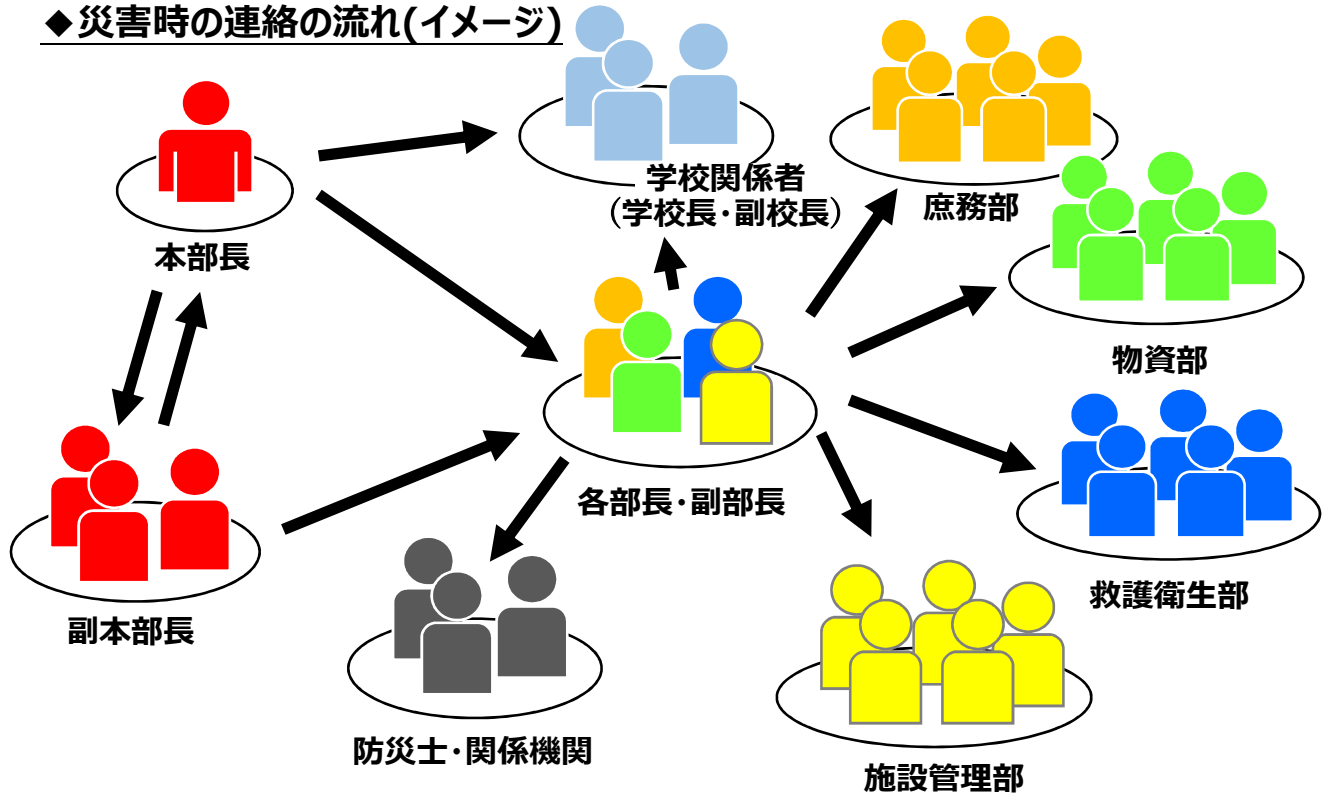 ◆災害時の連絡の流れ(イメージ)
本部長
学校関係者
(学校長・副校長)
庶務部
物資部
各部長・副部長
救護衛生部
副本部長
防災士・関係機関
施設管理部